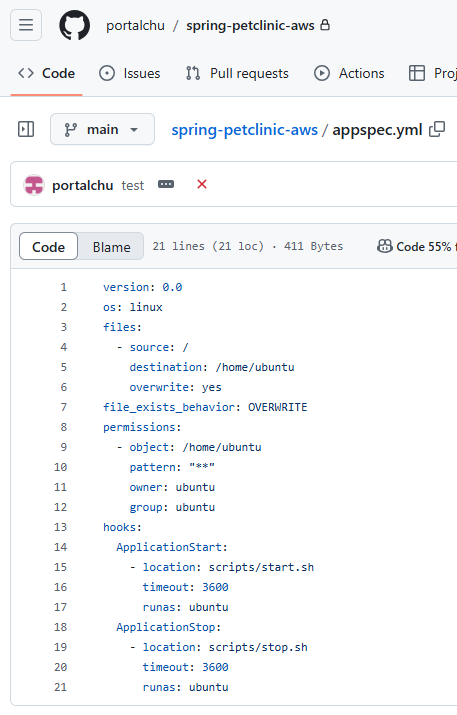 portalchu / spring-petclinic-aws
Code Issues Pull requests Actions Proj
main spring-petclinic-aws / appspec.yml
portalchu test
Code Blame 21 lines (21 loc) · 411 Bytes Code 55% f
1 version: 0.0
2 os: linux
3 files:
4   - source: /
5     destination: /home/ubuntu
6     overwrite: yes
7 file_exists_behavior: OVERWRITE
8 permissions:
9   - object: /home/ubuntu
10     pattern: "**"
11     owner: ubuntu
12     group: ubuntu
13 hooks:
14   ApplicationStart:
15     - location: scripts/start.sh
16       timeout: 3600
17       runas: ubuntu
18   ApplicationStop:
19     - location: scripts/stop.sh
20       timeout: 3600
21       runas: ubuntu